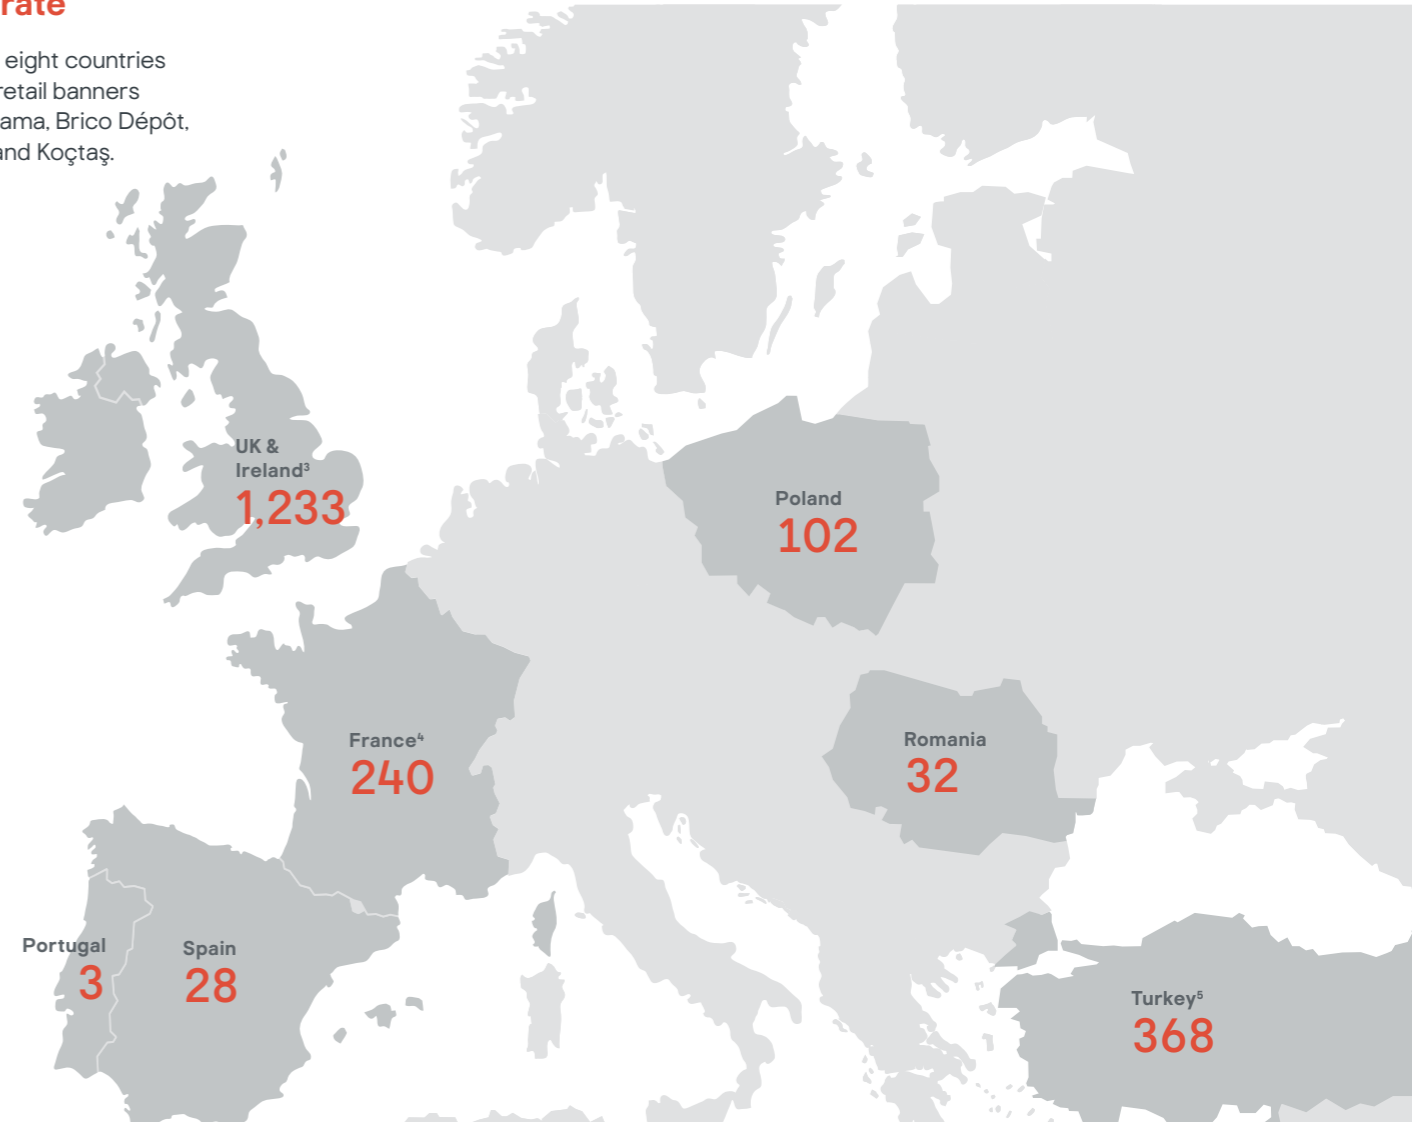 rate
eight countries
retail banners
ama, Brico Dépôt,
and Koçtaş.
UK &
Ireland³
1,233
Poland
102
France⁴
240
Romania
32
Portugal
3
Spain
28
Turkey⁵
368